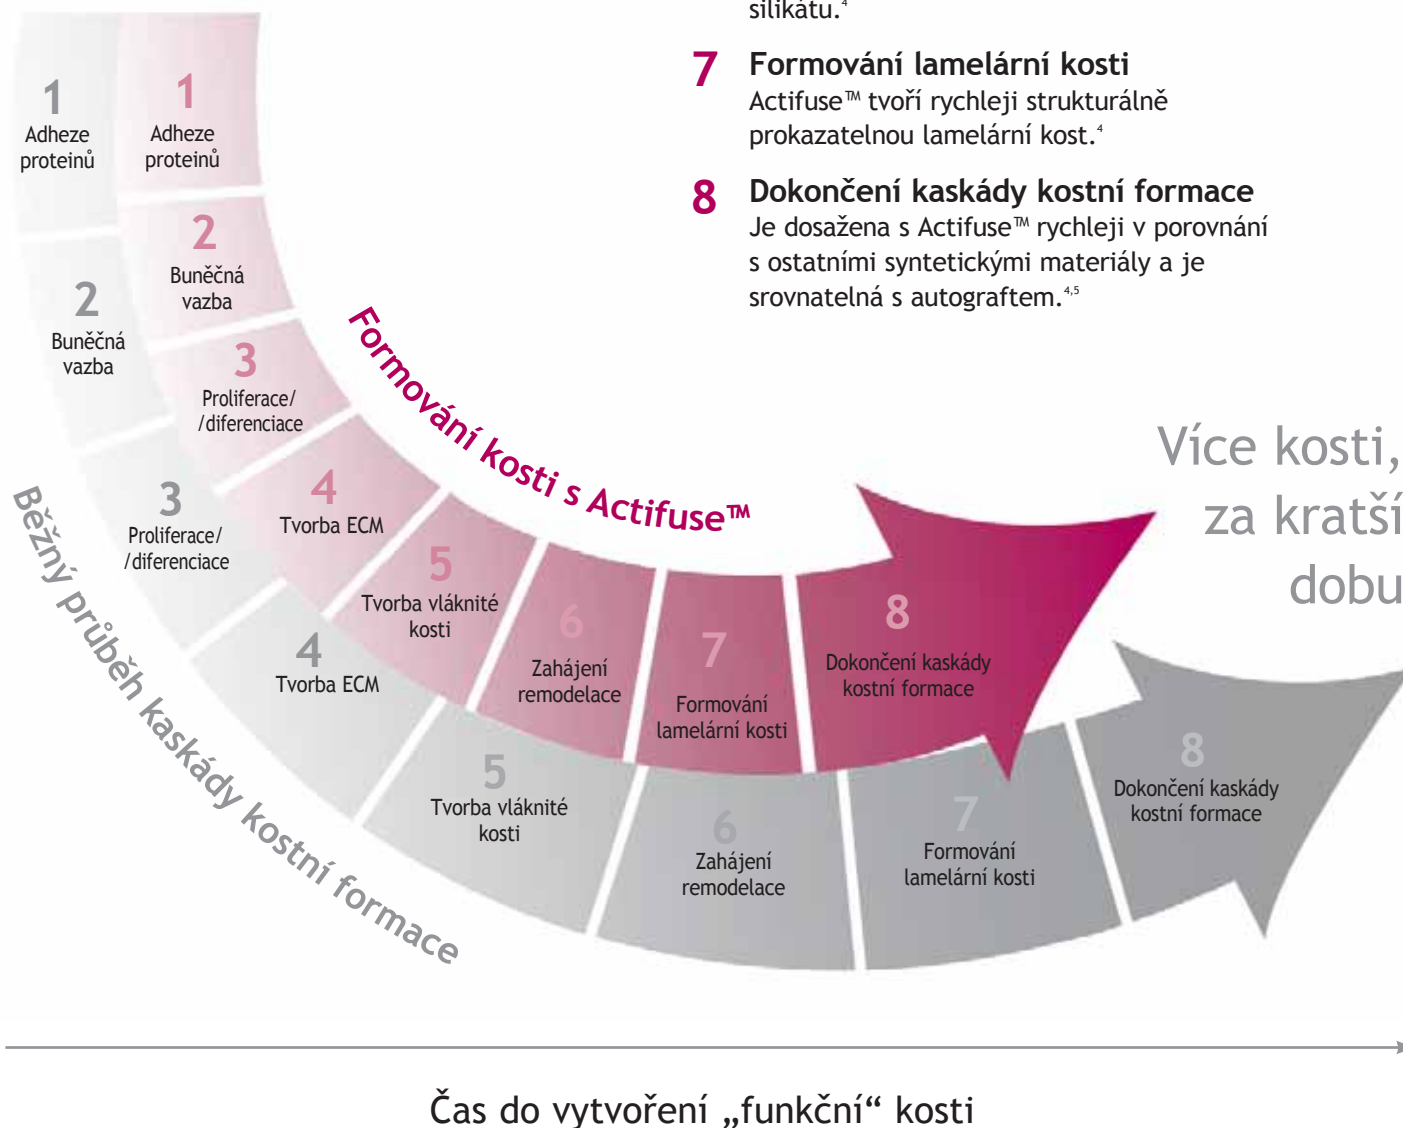 silikátu.⁴
7 Formování lamelární kosti
Actifuse™ tvoří rychleji strukturálně
prokazatelnou lamelární kost.⁴
8 Dokončení kaskády kostní formace
Je dosažena s Actifuse™ rychleji v porovnání
s ostatními syntetickými materiály a je
srovnatelná s autograftem.⁴,⁵
Více kosti,
za kratší
dobu
Formování kosti s Actifuse™
1
Adheze
proteinů
2
Buněčná
vazba
3
Proliferace/
/diferenciace
4
Tvorba ECM
5
Tvorba vláknité
kosti
6
Zahájení
remodelace
7
Formování
lamelární kosti
8
Dokončení kaskády
kostní formace
Běžný průběh kaskády kostní formace
1
Adheze
proteinů
2
Buněčná
vazba
3
Proliferace/
/diferenciace
4
Tvorba ECM
5
Tvorba vláknité
kosti
6
Zahájení
remodelace
7
Formování
lamelární kosti
8
Dokončení kaskády
kostní formace
Čas do vytvoření „funkční“ kosti